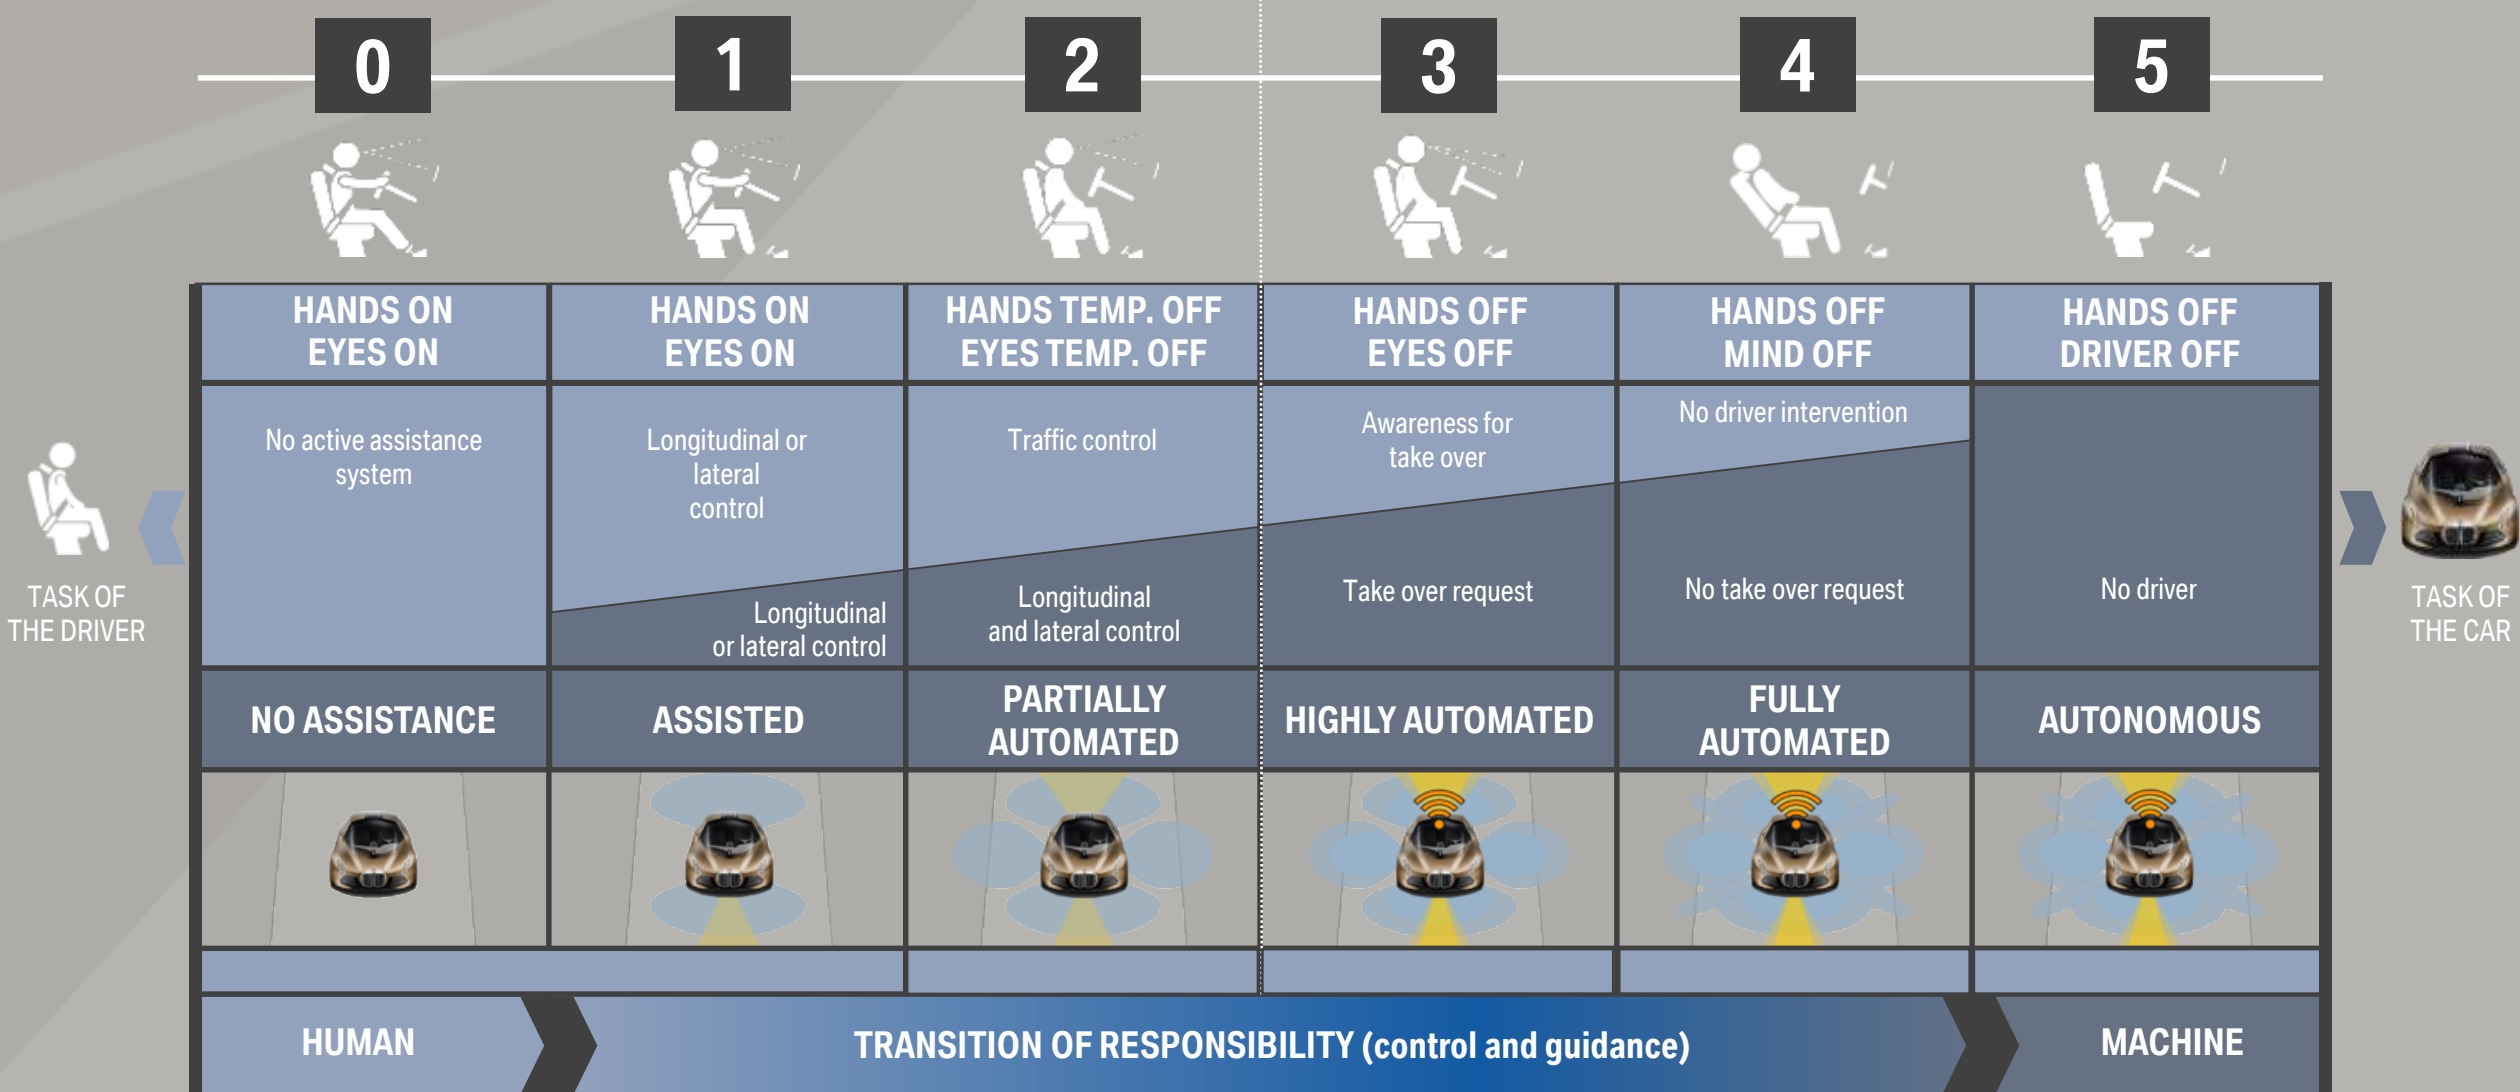 0
1
2
3
4
5
HANDS ON
EYES ON
HANDS ON
EYES ON
HANDS TEMP. OFF
EYES TEMP. OFF
HANDS OFF
EYES OFF
HANDS OFF
MIND OFF
HANDS OFF
DRIVER OFF
TASK OF
THE DRIVER
No active assistance
system
Longitudinal or
lateral
control
Traffic control
Awareness for
take over
No driver intervention
Longitudinal
or lateral control
Longitudinal
and lateral control
Take over request
No take over request
No driver
TASK OF
THE CAR
NO ASSISTANCE
ASSISTED
PARTIALLY
AUTOMATED
HIGHLY AUTOMATED
FULLY
AUTOMATED
AUTONOMOUS
HUMAN
TRANSITION OF RESPONSIBILITY (control and guidance)
MACHINE